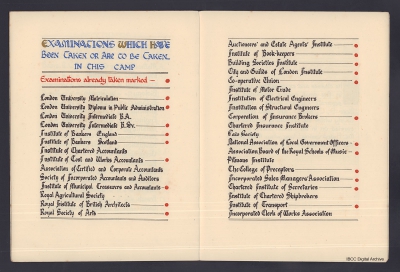 EXAMINATIONS WHICH HAVE
BEEN TAKEN OR ARE TO BE TAKEN
IN THIS CAMP
Examinations already taken marked —
London University Matriculation
London University Diploma in Public Administration
London University Intermediate B.A.
London University Intermediate B.Sc.
Institute of Bankers England
Institute of Bankers Scotland
Institute of Chartered Accountants
Institute of Cost and Works Accountants
Association of Certified and Corporate Accountants
Society of Incorporated Accountants and Auditors
Institute of Municipal Treasurers and Accountants
Royal Agricultural Society
Royal Institute of British Architects
Royal Society of Arts
Auctioneers' and Estate Agents' Institute
Institute of Book-keepers
Building Societies Institute
City and Guilds of London Institute
Co-operative Union
Institute of Motor Trade
Institution of Electrical Engineers
Institution of Structural Engineers
Corporation of Insurance Brokers
Chartered Insurance Institute
Law Society
National Association of Local Government Officers
Association Board of the Royal Schools of Music
Pitmans Institute
The College of Preceptors
Incorporated Sales Managers' Association
Chartered Institute of Secretaries
Institute of Chartered Shipbrokers
Institute of Transport
Incorporated Clerk of Works Association
IBCC Digital Archive